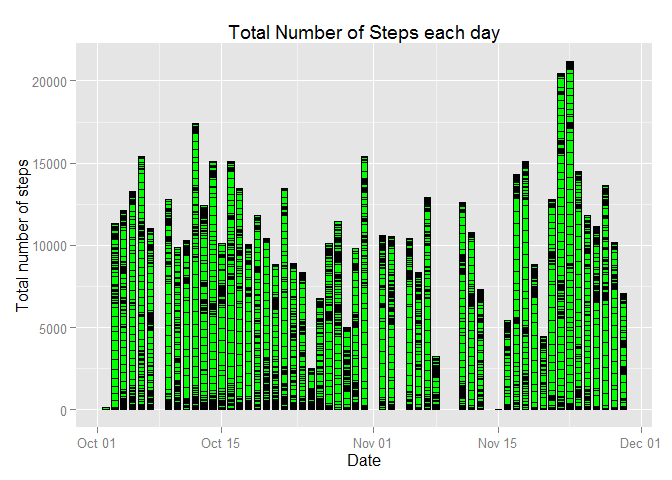 Total Number of Steps each day
Total number of steps
20000
15000
10000
5000
0
Oct 01
Oct 15
Nov 01
Nov 15
Dec 01
Date